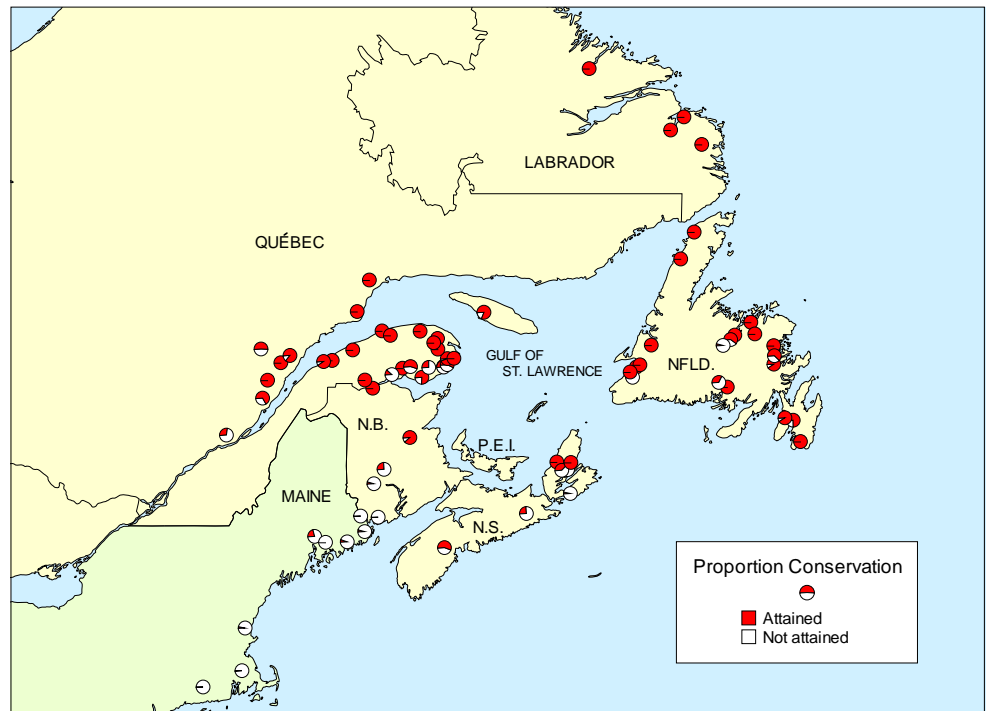 LABRADOR
QUÉBEC
GULF OF
ST. LAWRENCE
NFLD.
N.B.
P.E.I.
MAINE
N.S.
Proportion Conservation
Attained
Not attained